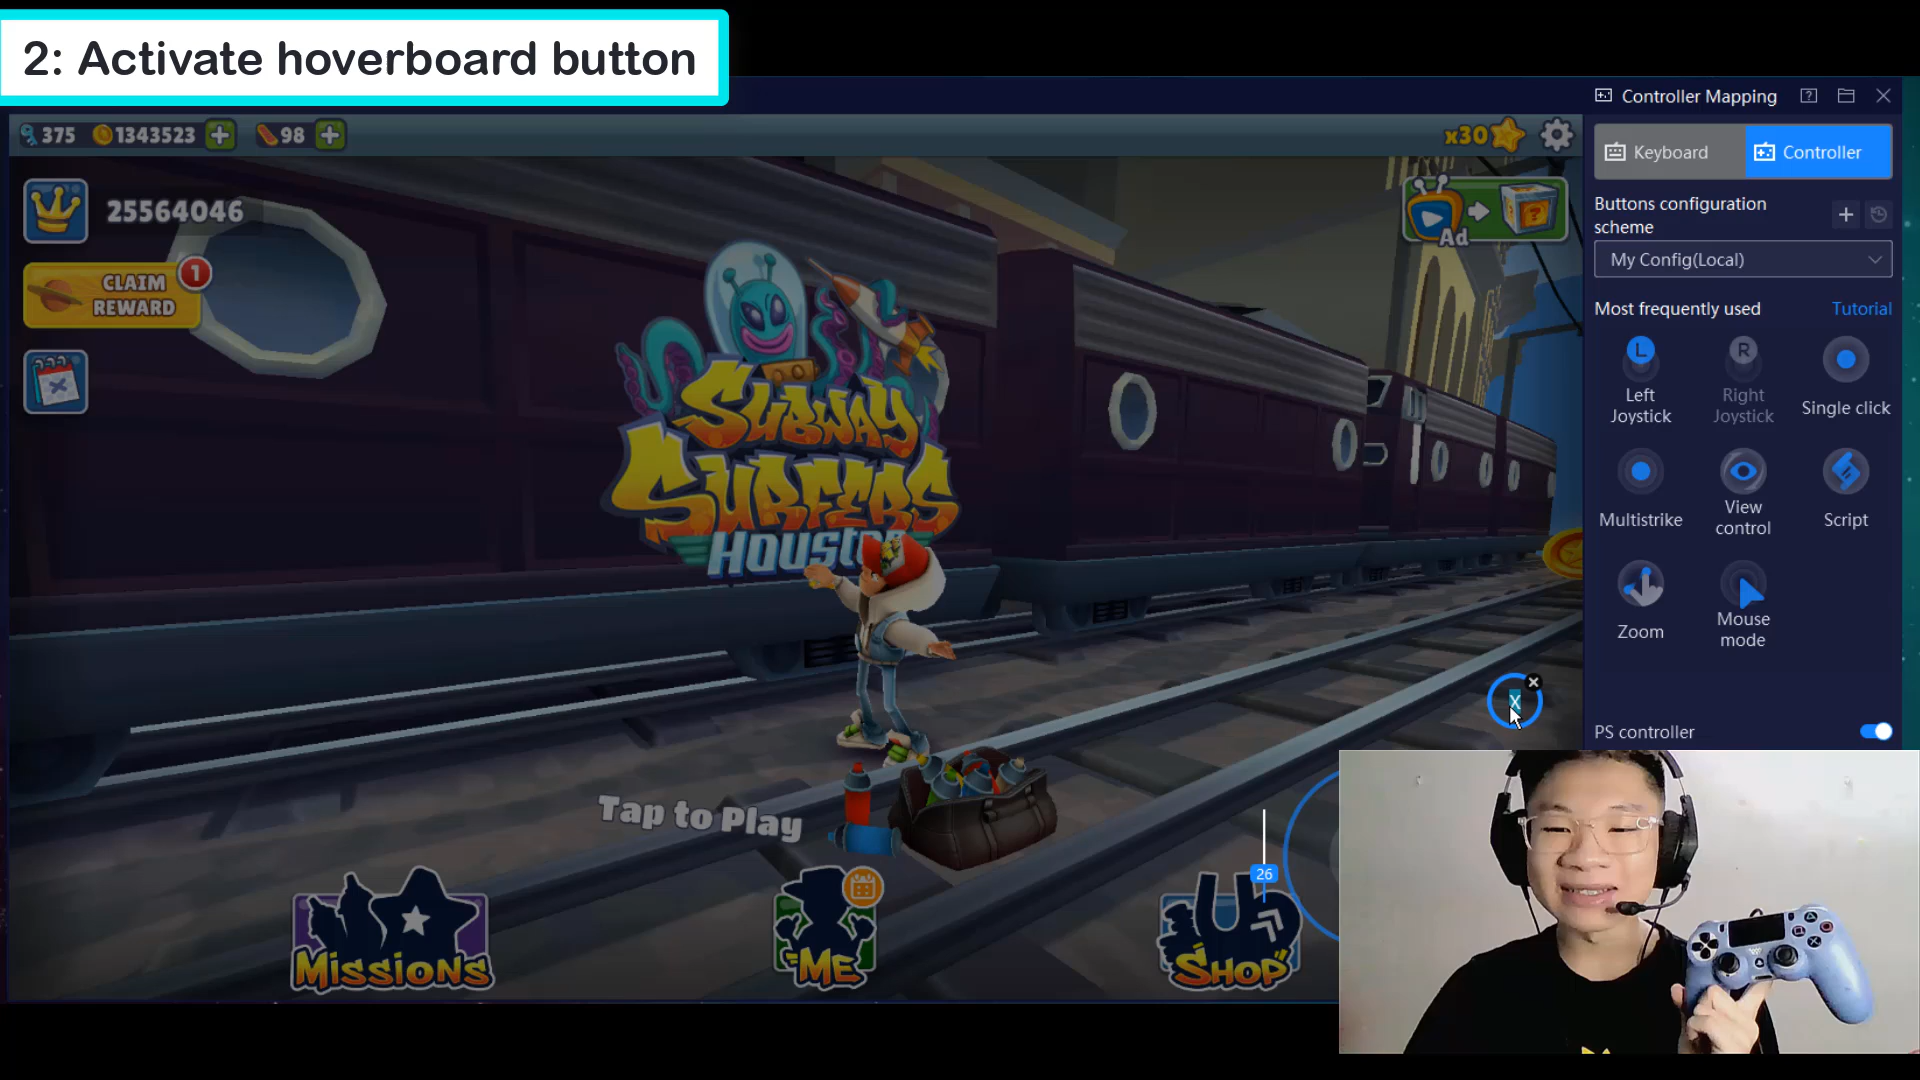 2: Activate hoverboard button
Controller Mapping
375
1343523
98
x30
Keyboard
Controller
25564046
Ad
Buttons configuration
scheme
My Config(Local)
CLAIM
REWARD
1
Most frequently used
Tutorial
L
Left
Joystick
R
Right
Joystick
Single click
SUBWAY
SURFERS
Houston
Multistrike
View
control
Script
Zoom
Mouse
mode
X
PS controller
Tap to Play
26
MISSIONS
ME
SHOP